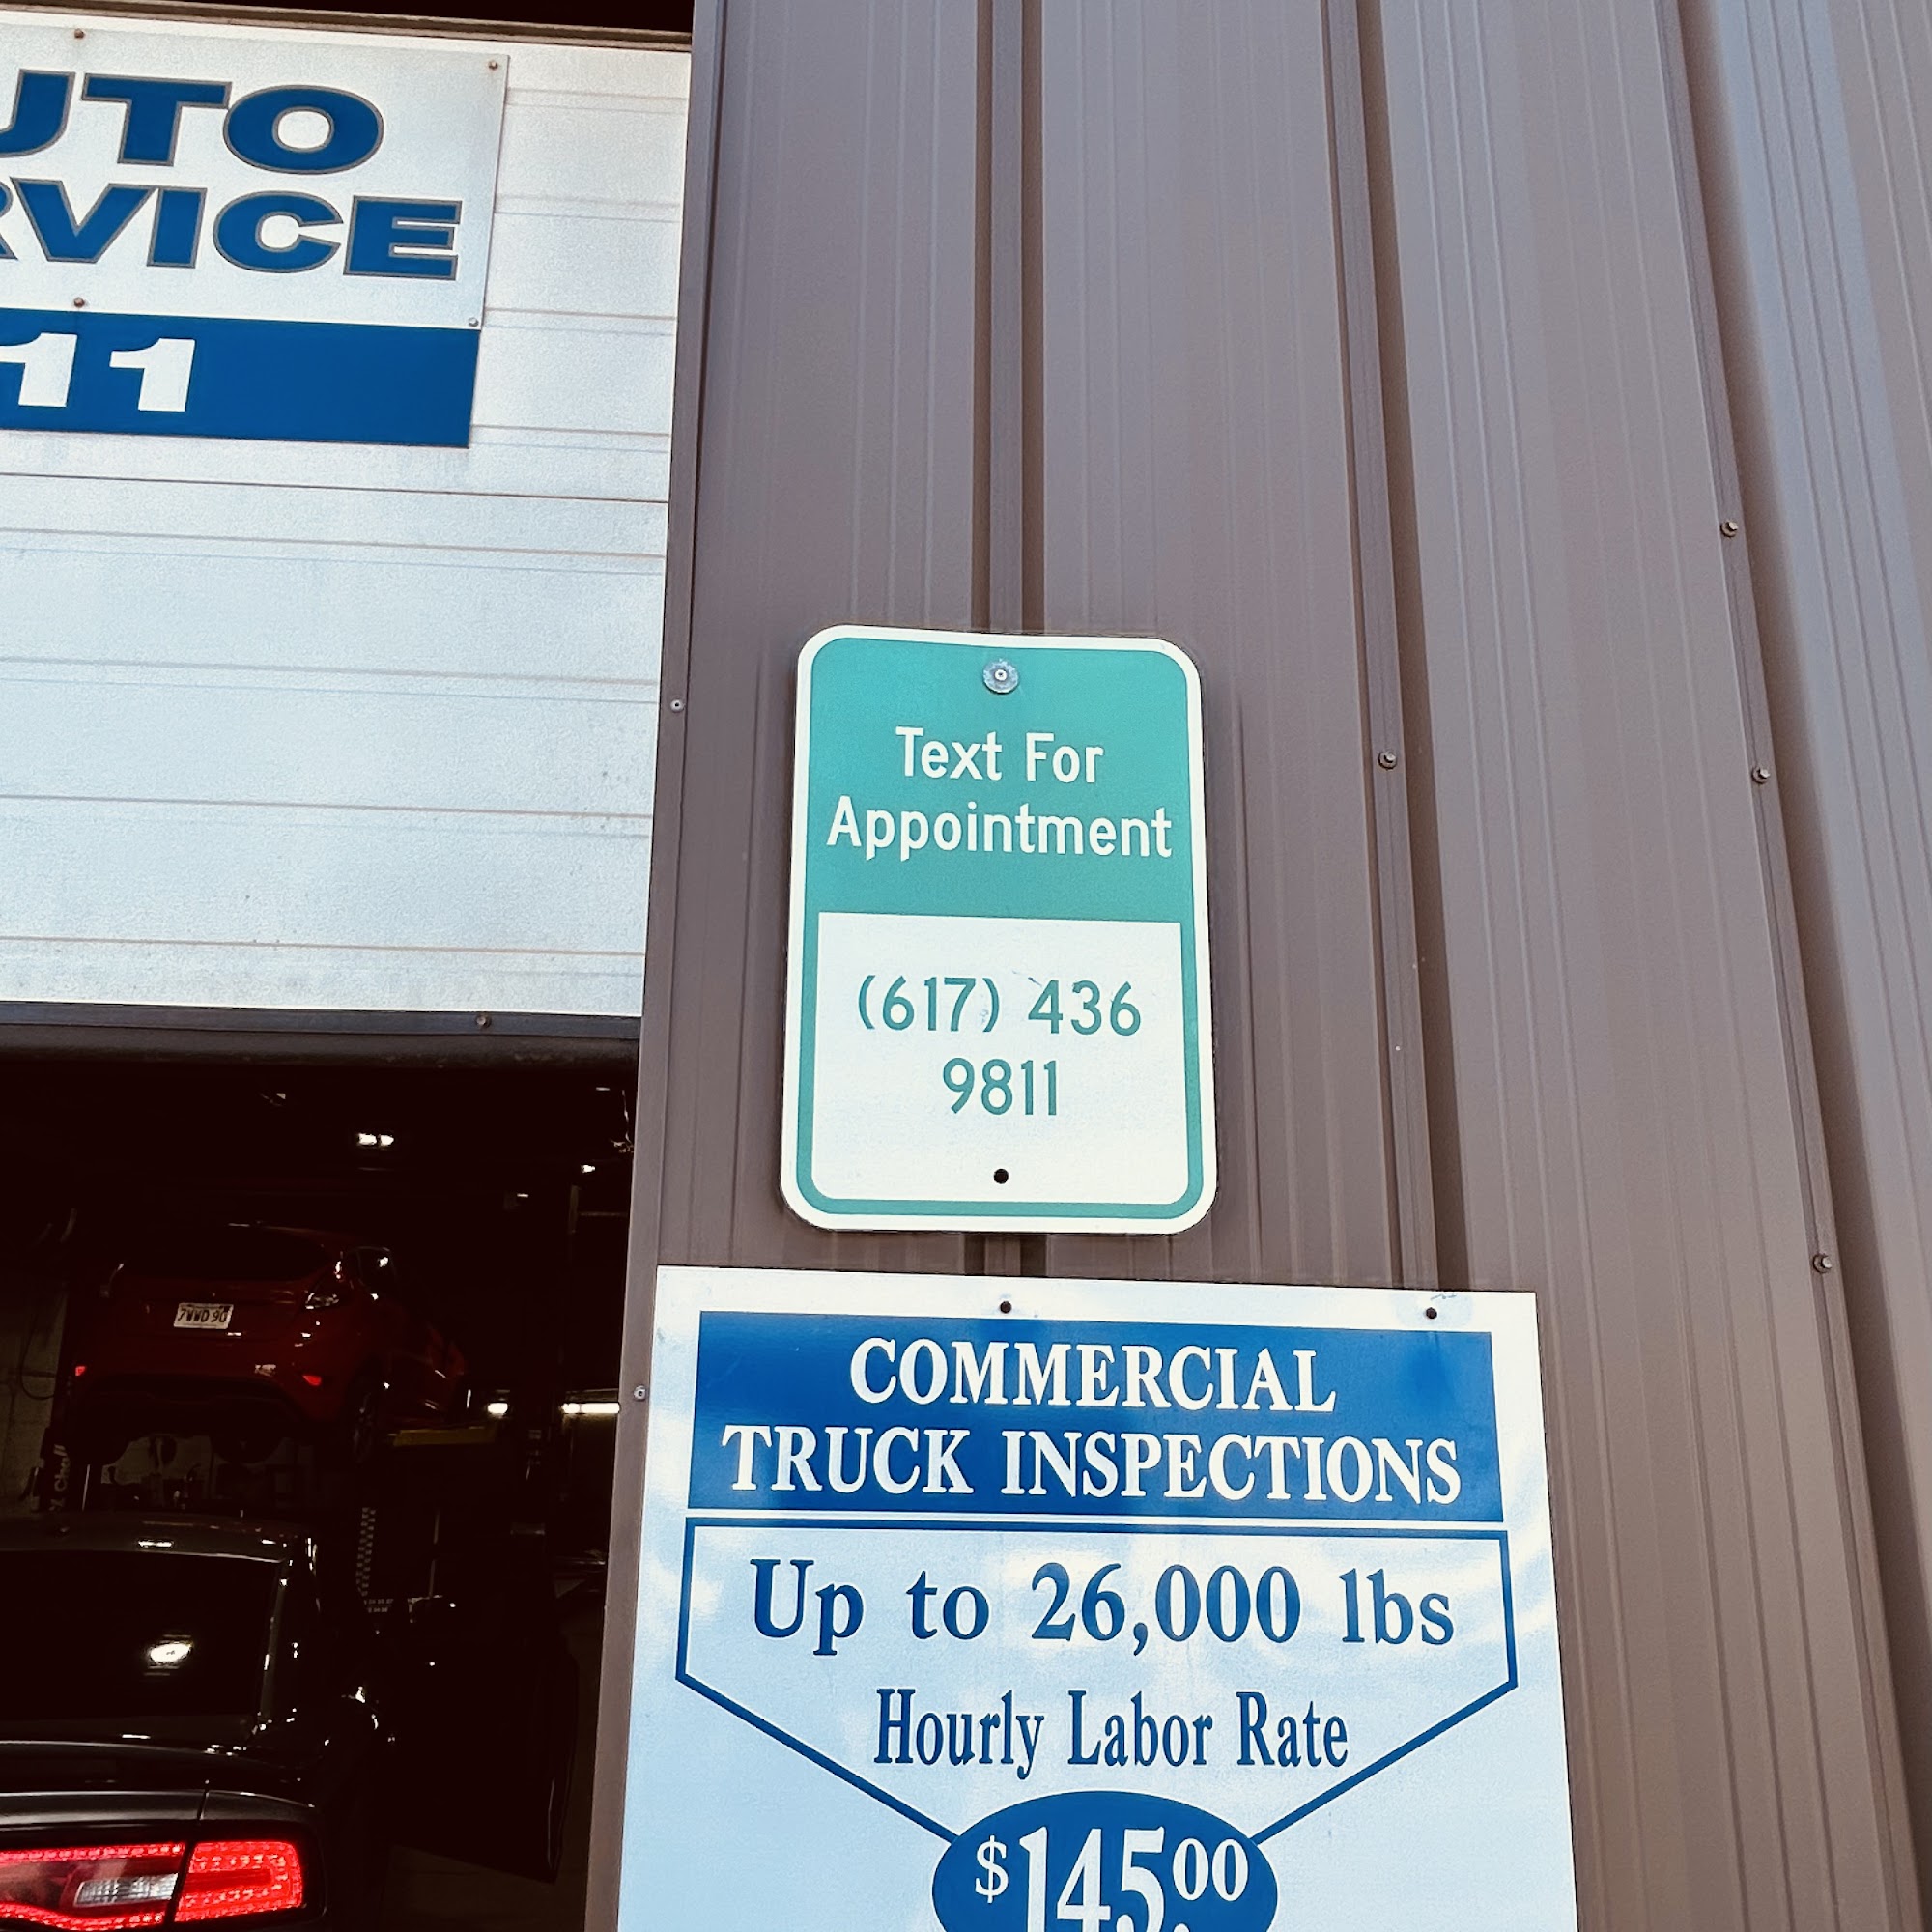 UTO
RVICE
11
Text For
Appointment
(617) 436
9811
COMMERCIAL
TRUCK INSPECTIONS
Up to 26,000 lbs
Hourly Labor Rate
$145.00